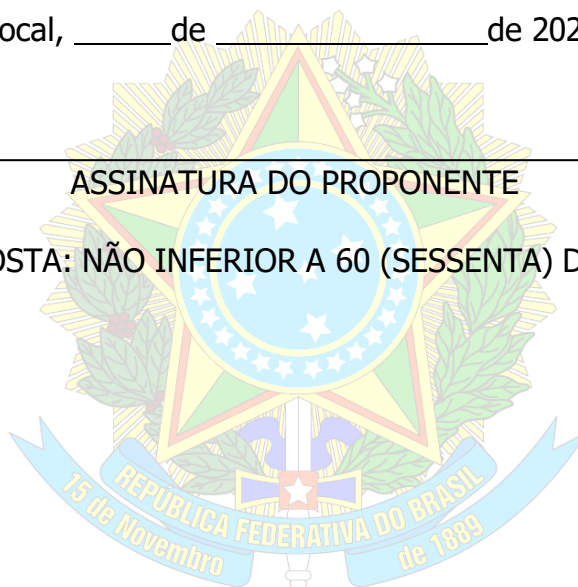 ocal, ______de _________________de 202
ASSINATURA DO PROPONENTE
OSTA: NÃO INFERIOR A 60 (SESSENTA) D
REPÚBLICA FEDERATIVA DO BRASIL
15 de Novembro de 1889